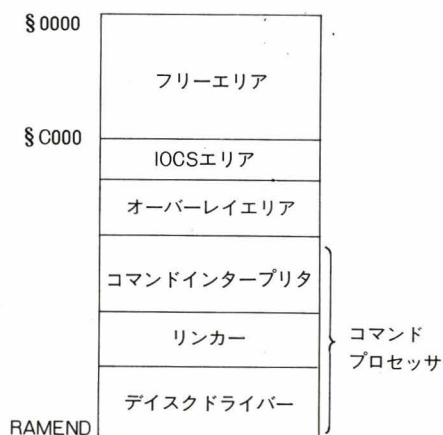 §0000
フリーエリア
§C000
IOCSエリア
オーバーレイエリア
コマンドインタープリタ
リンカー
コマンド
プロセッサ
デイスクドライバー
RAMEND